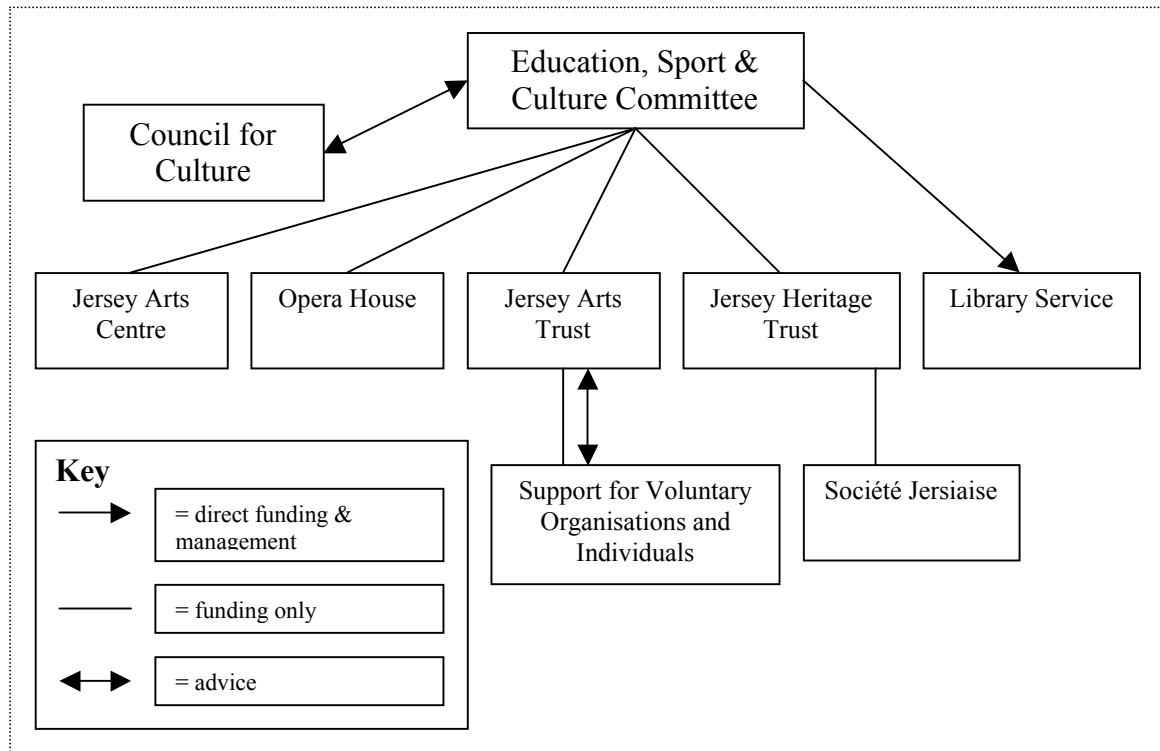 Education, Sport &
Culture Committee
Council for
Culture
Jersey Arts
Centre
Opera House
Jersey Arts
Trust
Jersey Heritage
Trust
Library Service
Key
= direct funding &
management
= funding only
= advice
Support for Voluntary
Organisations and
Individuals
Société Jersiaise